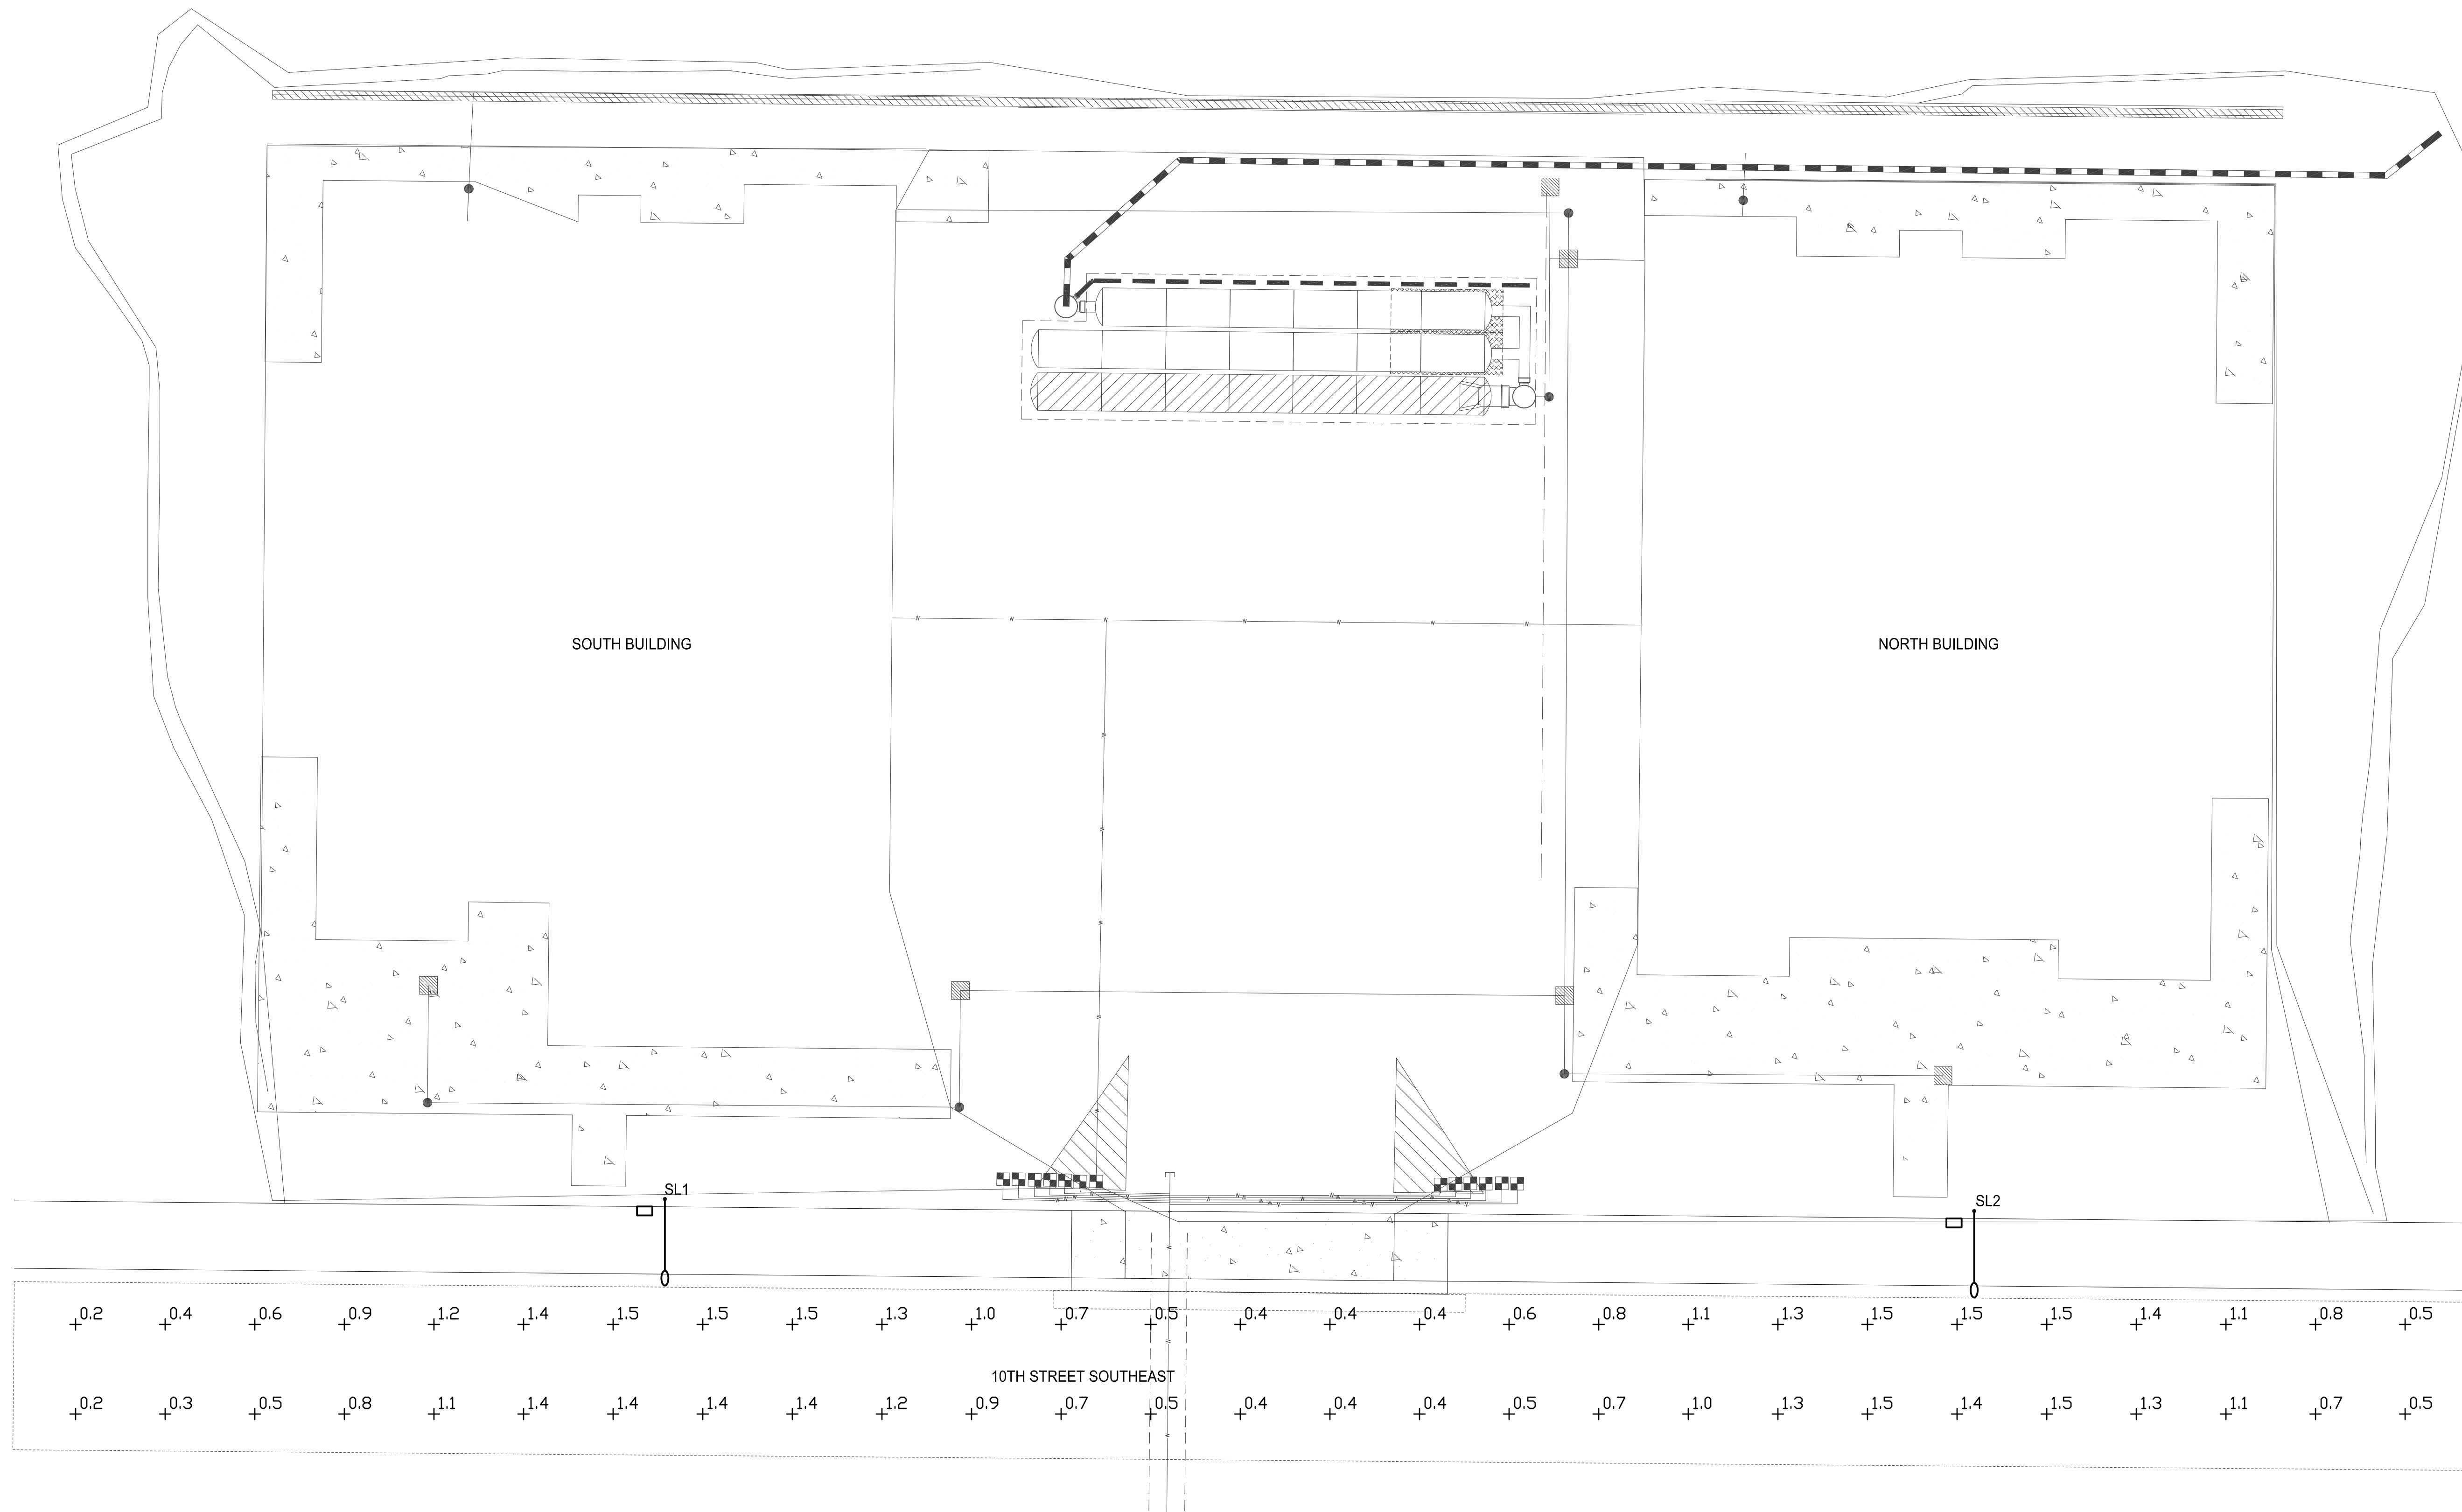 SOUTH BUILDING
NORTH BUILDING
SL1
SL2
0.2 0.4 0.6 0.9 1.2 1.4 1.5 1.5 1.5 1.3 1.0 0.7 0.5 0.4 0.4 0.4 0.6 0.8 1.1 1.3 1.5 1.5 1.5 1.4 1.1 0.8 0.5
10TH STREET SOUTHEAST
0.2 0.3 0.5 0.8 1.1 1.4 1.4 1.4 1.4 1.2 0.9 0.7 0.5 0.4 0.4 0.4 0.5 0.7 1.0 1.3 1.5 1.4 1.5 1.3 1.1 0.7 0.5